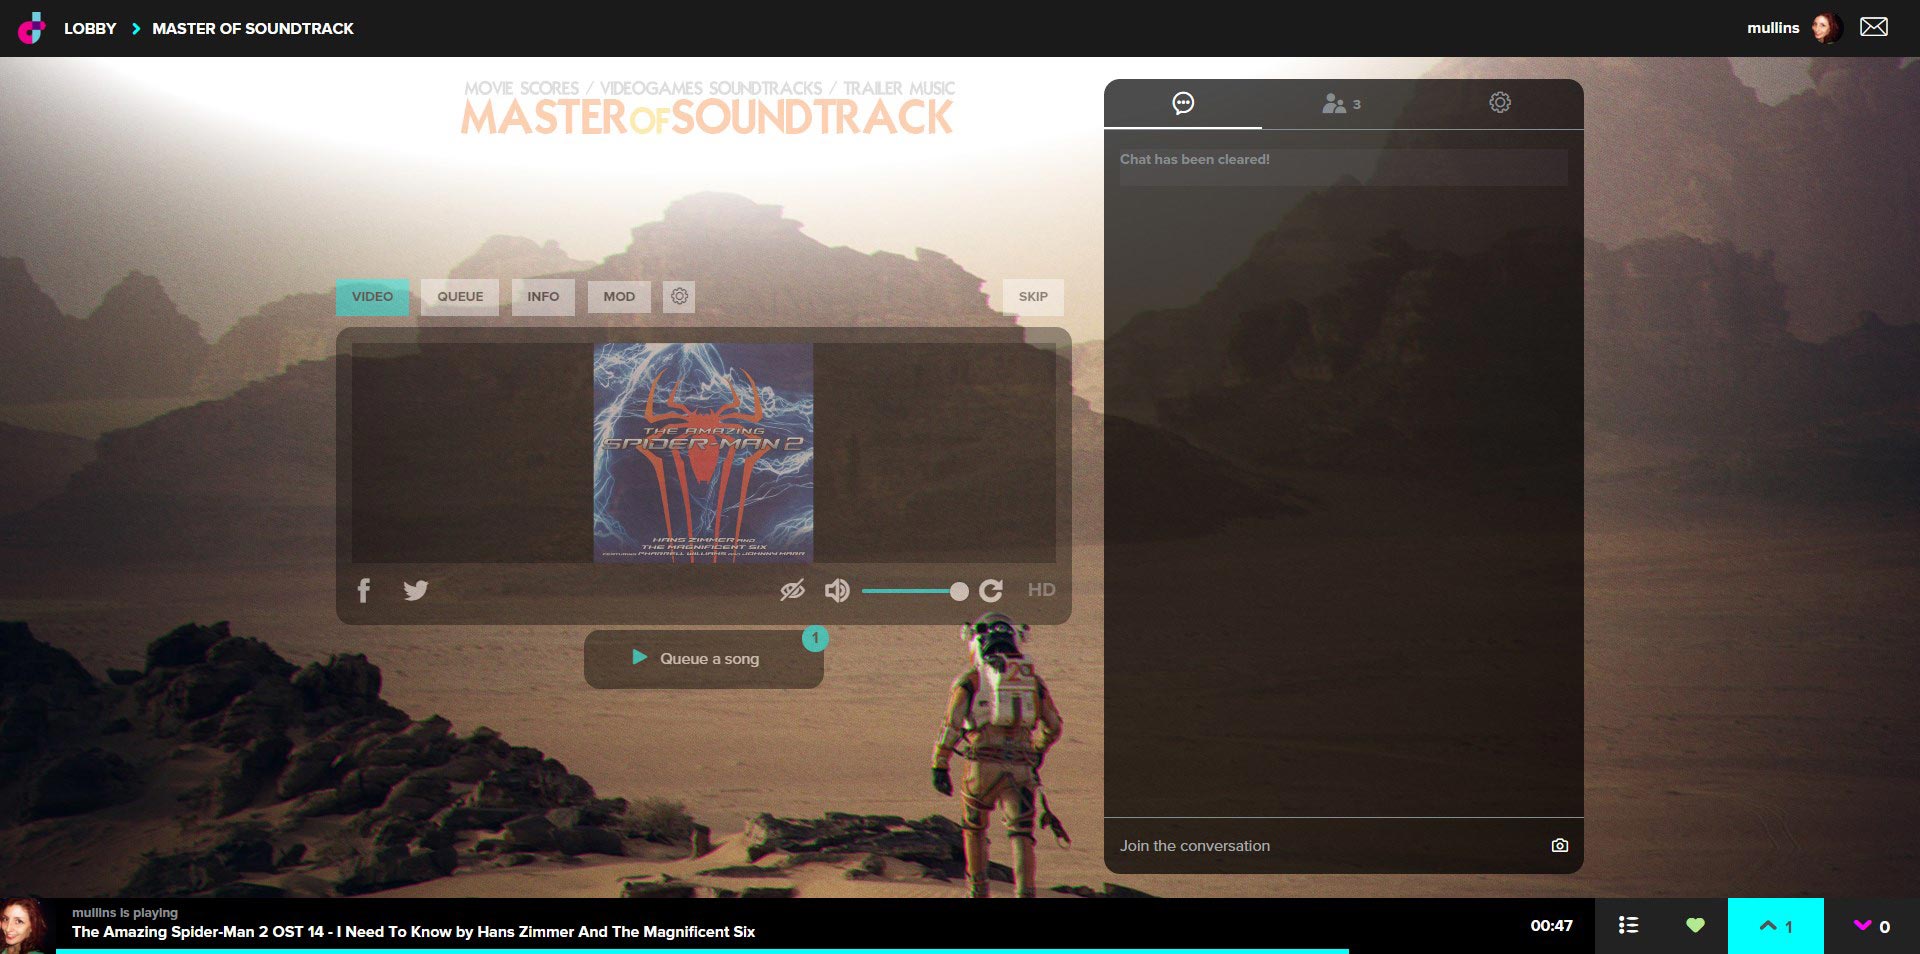 LOBBY > MASTER OF SOUNDTRACK
mullins
MOVIE SCORES / VIDEOGAMES SOUNDTRACKS / TRAILER MUSIC
MASTER OF SOUNDTRACK
3
Chat has been cleared!
VIDEO
QUEUE
INFO
MOD
SKIP
THE AMAZING
SPIDER-MAN 2
HANS ZIMMER AND
THE MAGNIFICENT SIX
FEATURING PHARRELL WILLIAMS AND JOHNNY MARR
HD
1
Queue a song
Join the conversation
mullins is playing
The Amazing Spider-Man 2 OST 14 - I Need To Know by Hans Zimmer And The Magnificent Six
00:47
1
0